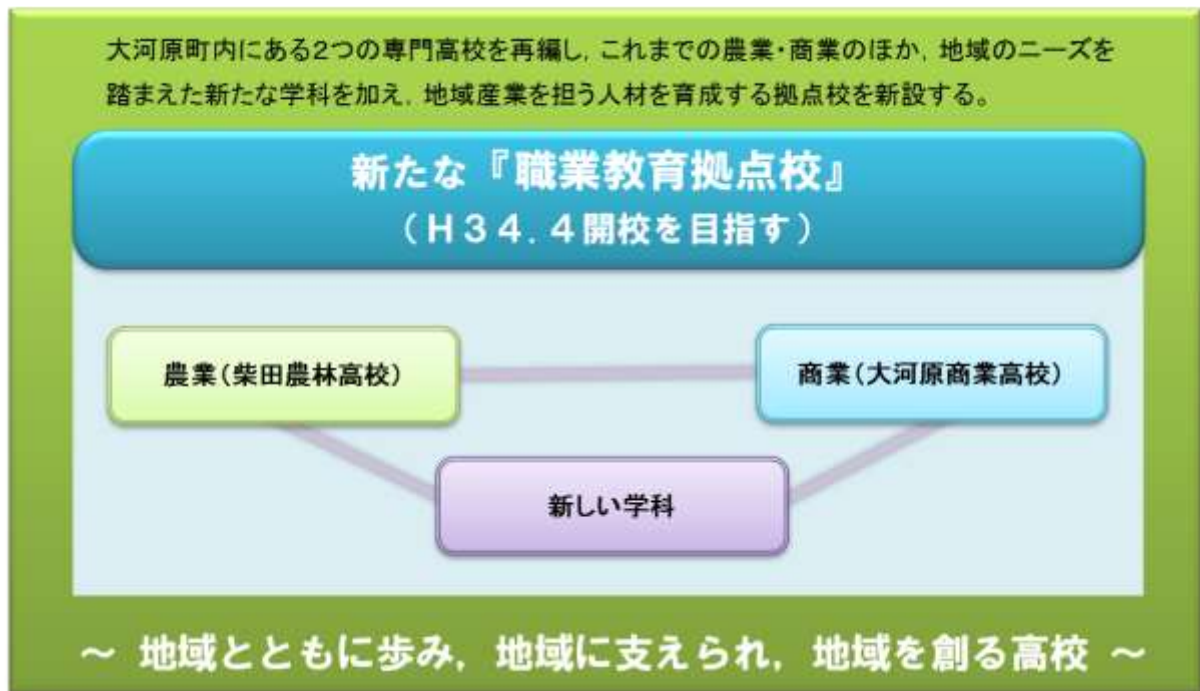 大河原町内にある2つの専門高校を再編し，これまでの農業・商業のほか，地域のニーズを
踏まえた新たな学科を加え，地域産業を担う人材を育成する拠点校を新設する。
新たな『職業教育拠点校』
（Ｈ３４．４開校を目指す）
農業（柴田農林高校）
商業（大河原商業高校）
新しい学科
～ 地域とともに歩み，地域に支えられ，地域を創る高校 ～